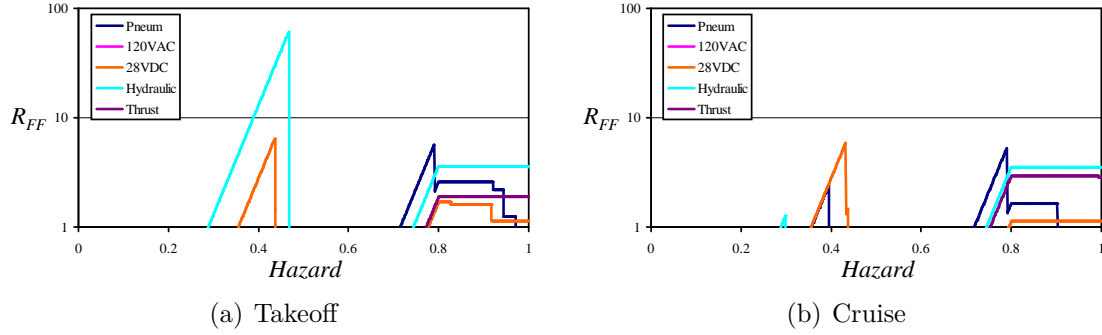 100
Pneum
120VAC
28VDC
Hydraulic
Thrust
R_FF
10
1
0 0.2 0.4 0.6 0.8 1
Hazard
(a) Takeoff
100
Pneum
120VAC
28VDC
Hydraulic
Thrust
R_FF
10
1
0 0.2 0.4 0.6 0.8 1
Hazard
(b) Cruise